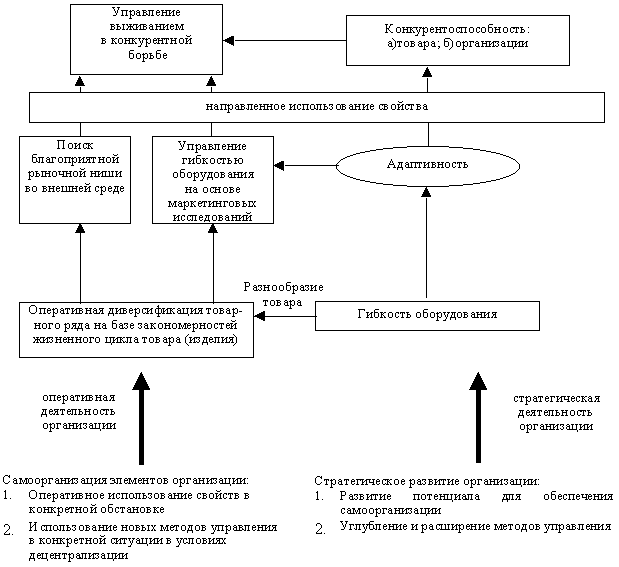 Управление
выживанием
в конкурентной
борьбе
Конкурентоспособность:
а)товара; б)организации
направленное использование свойства
Поиск
благоприятной
рыночной ниши
во внешней среде
Управление
гибкостью
оборудования
на основе
маркетинговых
исследований
Адаптивность
Разнообразие
товара
Оперативная диверсификация товар-
ного ряда на базе закономерностей
жизненного цикла товара (изделия)
Гибкость оборудования
оперативная
деятельность
организации
стратегическая
деятельность
организации
Самоорганизация элементов организации:
1. Оперативное использование свойств в
конкретной обстановке
2. Использование новых методов управления
в конкретной ситуации в условиях
децентрализации
Стратегическое развитие организации:
1. Развитие потенциала для обеспечения
самоорганизации
2. Углубление и расширение методов управления